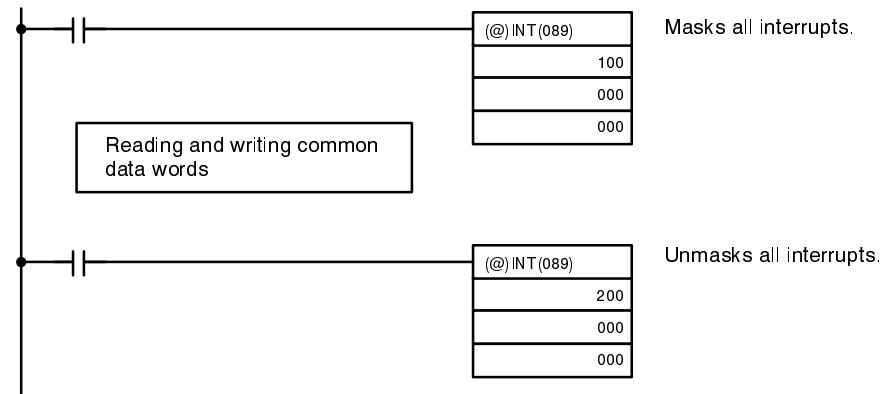 (@)INT(089)
Masks all interrupts.
100
000
000
Reading and writing common
data words
(@)INT(089)
Unmasks all interrupts.
200
000
000